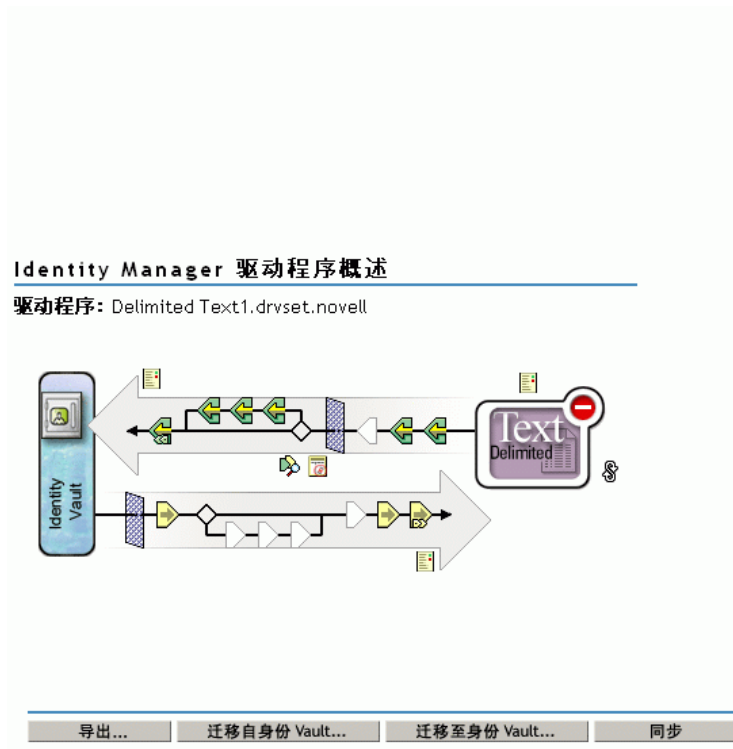 Identity Manager 驱动程序概述
驱动程序: Delimited Text1.drvset.novell
Text
Delimited
Identity
Vault
导出...
迁移自身份 Vault...
迁移至身份 Vault...
同步